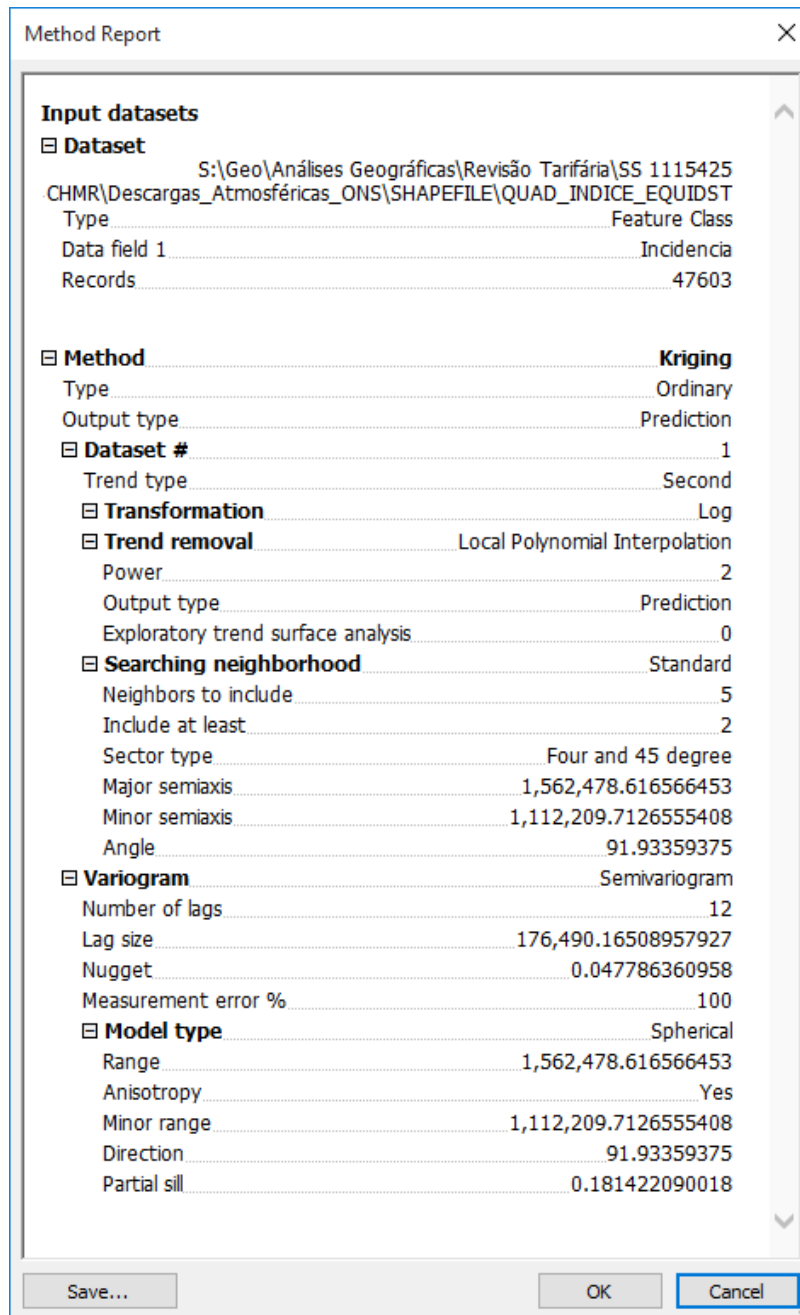 Method Report
Input datasets
Dataset
S:\Geo\Análises Geográficas\Revisão Tarifária\SS 1115425
CHMR\Descargas_Atmosféricas_ONS\SHAPEFILE\QUAD_INDICE_EQUIDST
Type Feature Class
Data field 1 Incidencia
Records 47603
Method Kriging
Type Ordinary
Output type Prediction
Dataset # 1
Trend type Second
Transformation Log
Trend removal Local Polynomial Interpolation
Power 2
Output type Prediction
Exploratory trend surface analysis 0
Searching neighborhood Standard
Neighbors to include 5
Include at least 2
Sector type Four and 45 degree
Major semiaxis 1,562,478.616566453
Minor semiaxis 1,112,209.7126555408
Angle 91.93359375
Variogram Semivariogram
Number of lags 12
Lag size 176,490.16508957927
Nugget 0.047786360958
Measurement error % 100
Model type Spherical
Range 1,562,478.616566453
Anisotropy Yes
Minor range 1,112,209.7126555408
Direction 91.93359375
Partial sill 0.181422090018
Save... OK Cancel